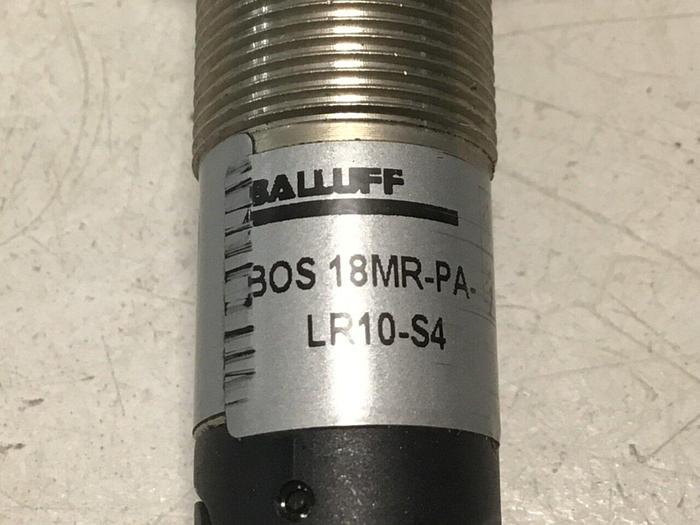 BALLUFF
BOS 18MR-PA-
LR10-S4